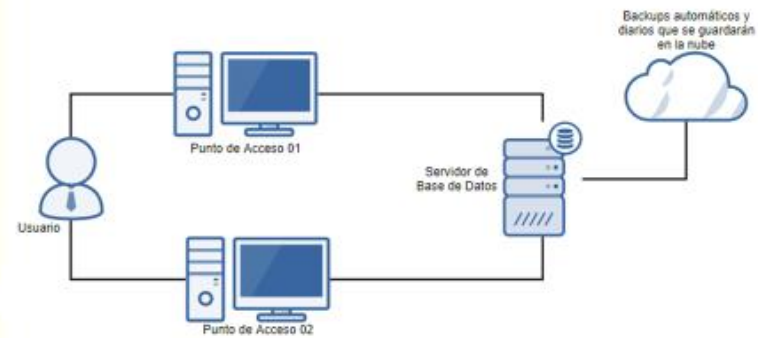 Backups automáticos y
diarios que se guardarán
en la nube
Punto de Acceso 01
Servidor de
Base de Datos
Usuario
Punto de Acceso 02